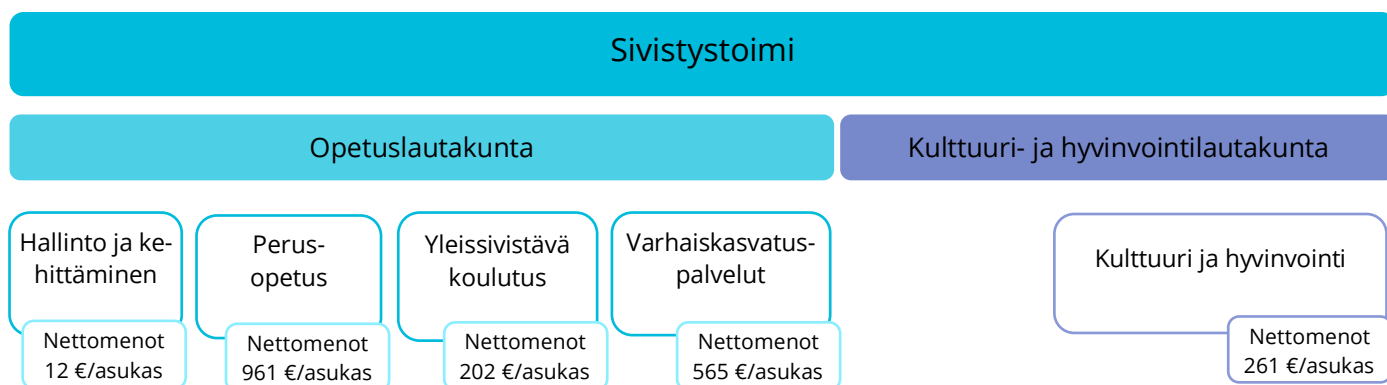 Sivistystoimi
Opetuslautakunta
Kulttuuri- ja hyvinvointilautakunta
Hallinto ja ke-
hittäminen
Nettomenot
12 €/asukas
Perus-
opetus
Nettomenot
961 €/asukas
Yleissivistävä
koulutus
Nettomenot
202 €/asukas
Varhaiskasvatus-
palvelut
Nettomenot
565 €/asukas
Kulttuuri ja hyvinvointi
Nettomenot
261 €/asukas